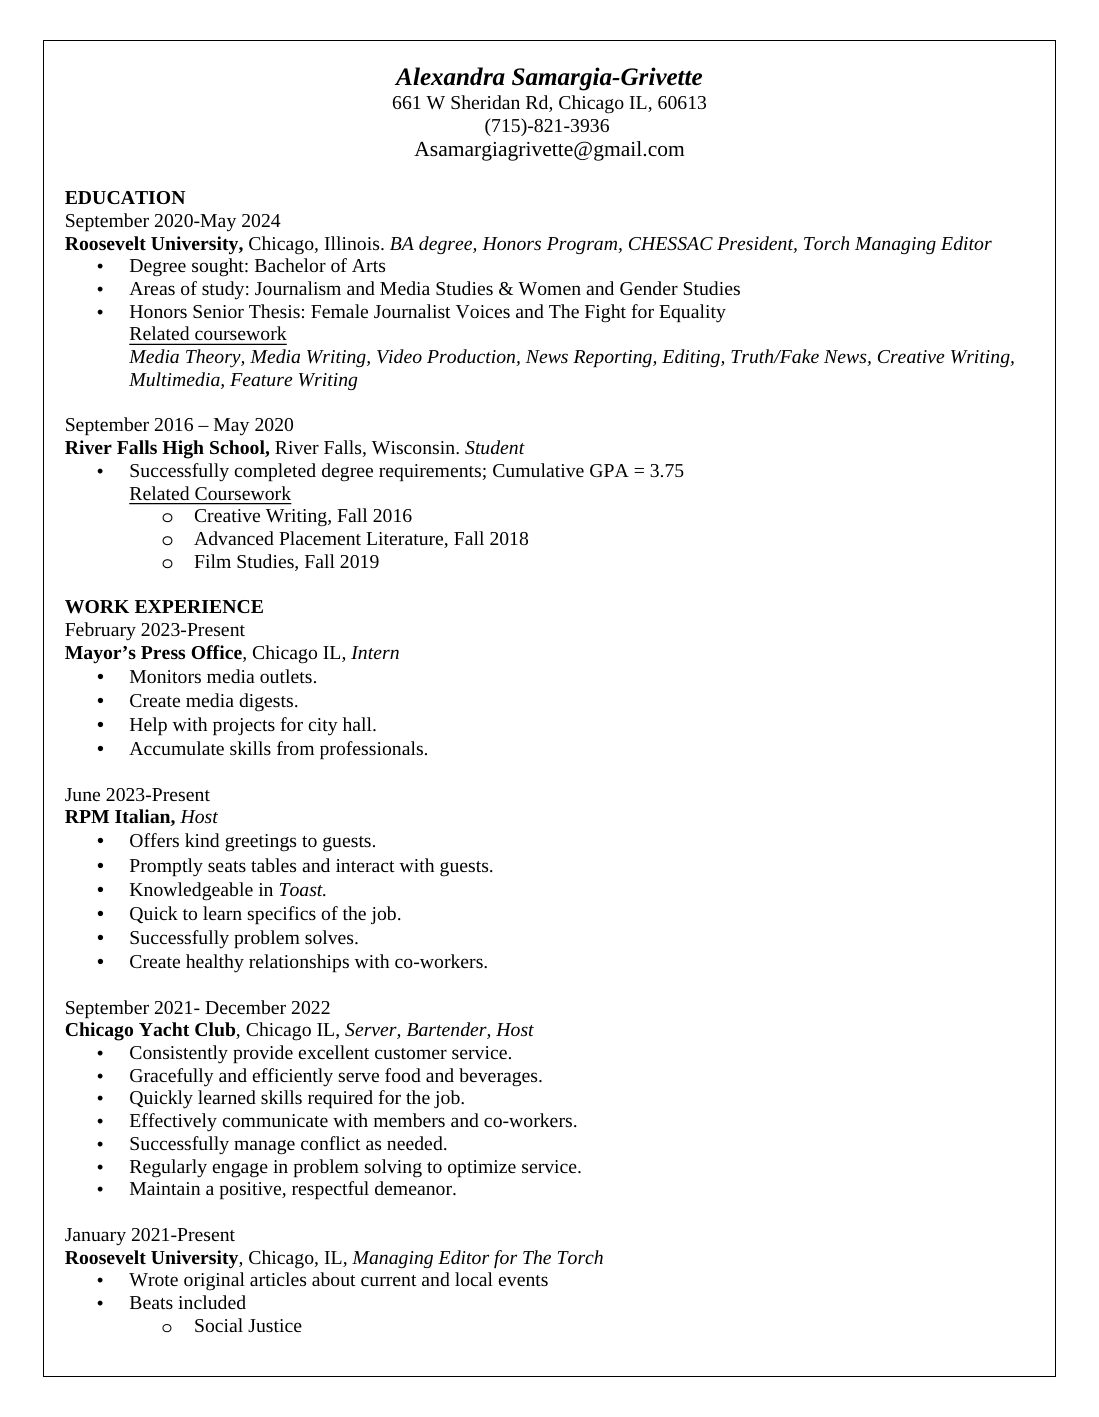 Alexandra Samargia-Grivette
661 W Sheridan Rd, Chicago IL, 60613
(715)-821-3936
Asamargiagrivette@gmail.com
EDUCATION
September 2020-May 2024
Roosevelt University, Chicago, Illinois. BA degree, Honors Program, CHESSAC President, Torch Managing Editor
• Degree sought: Bachelor of Arts
• Areas of study: Journalism and Media Studies & Women and Gender Studies
• Honors Senior Thesis: Female Journalist Voices and The Fight for Equality
Related coursework
Media Theory, Media Writing, Video Production, News Reporting, Editing, Truth/Fake News, Creative Writing,
Multimedia, Feature Writing
September 2016 – May 2020
River Falls High School, River Falls, Wisconsin. Student
• Successfully completed degree requirements; Cumulative GPA = 3.75
Related Coursework
o Creative Writing, Fall 2016
o Advanced Placement Literature, Fall 2018
o Film Studies, Fall 2019
WORK EXPERIENCE
February 2023-Present
Mayor’s Press Office, Chicago IL, Intern
• Monitors media outlets.
• Create media digests.
• Help with projects for city hall.
• Accumulate skills from professionals.
June 2023-Present
RPM Italian, Host
• Offers kind greetings to guests.
• Promptly seats tables and interact with guests.
• Knowledgeable in Toast.
• Quick to learn specifics of the job.
• Successfully problem solves.
• Create healthy relationships with co-workers.
September 2021- December 2022
Chicago Yacht Club, Chicago IL, Server, Bartender, Host
• Consistently provide excellent customer service.
• Gracefully and efficiently serve food and beverages.
• Quickly learned skills required for the job.
• Effectively communicate with members and co-workers.
• Successfully manage conflict as needed.
• Regularly engage in problem solving to optimize service.
• Maintain a positive, respectful demeanor.
January 2021-Present
Roosevelt University, Chicago, IL, Managing Editor for The Torch
• Wrote original articles about current and local events
• Beats included
o Social Justice